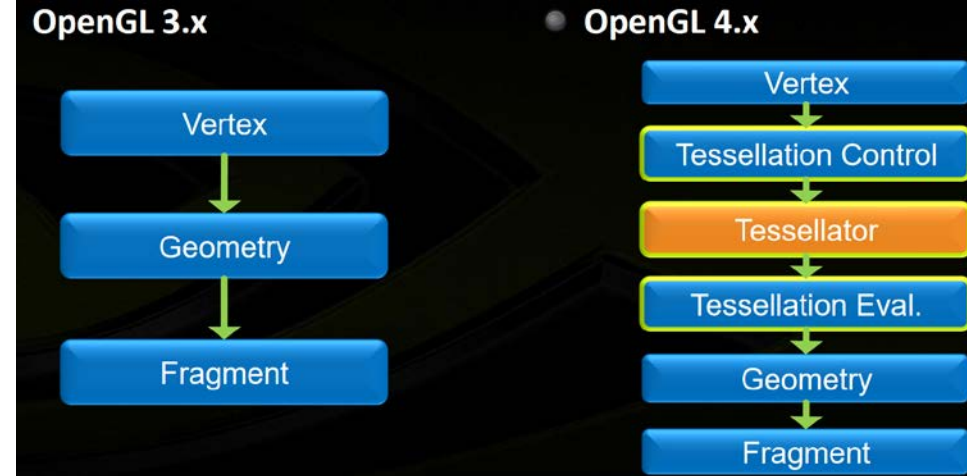 OpenGL 3.x
Vertex
Geometry
Fragment
OpenGL 4.x
Vertex
Tessellation Control
Tessellator
Tessellation Eval.
Geometry
Fragment